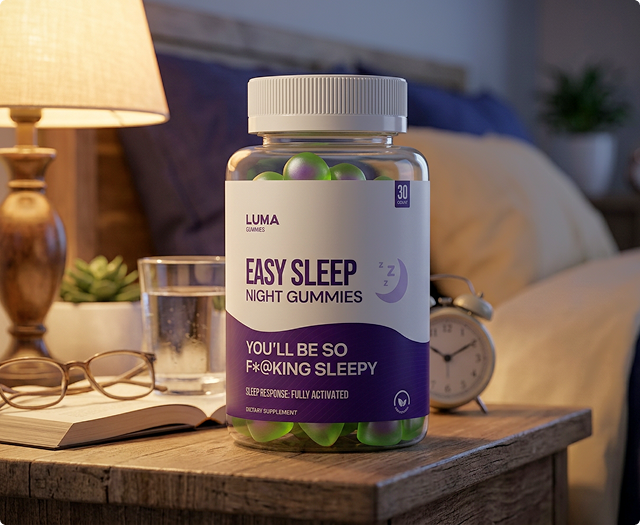 30
COUNT
LUMA
GUMMIES
EASY SLEEP
NIGHT GUMMIES
z
Z
z
YOU'LL BE SO
F*@KING SLEEPY
SLEEP RESPONSE: FULLY ACTIVATED
DIETARY SUPPLEMENT